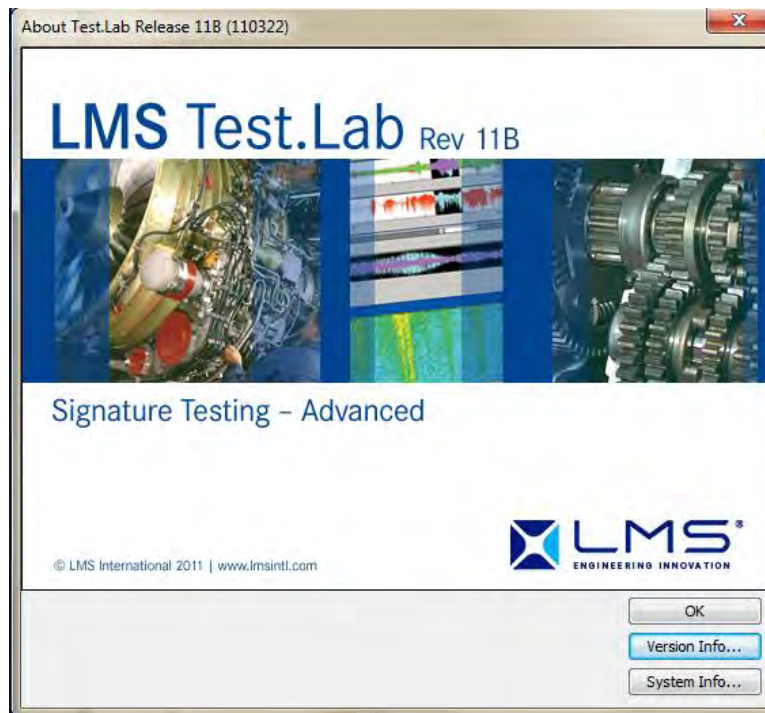 About Test.Lab Release 11B (110322)
LMS Test.Lab Rev 11B
Signature Testing – Advanced
LMS®
ENGINEERING INNOVATION
© LMS International 2011 | www.lmsintl.com
OK
Version Info...
System Info...